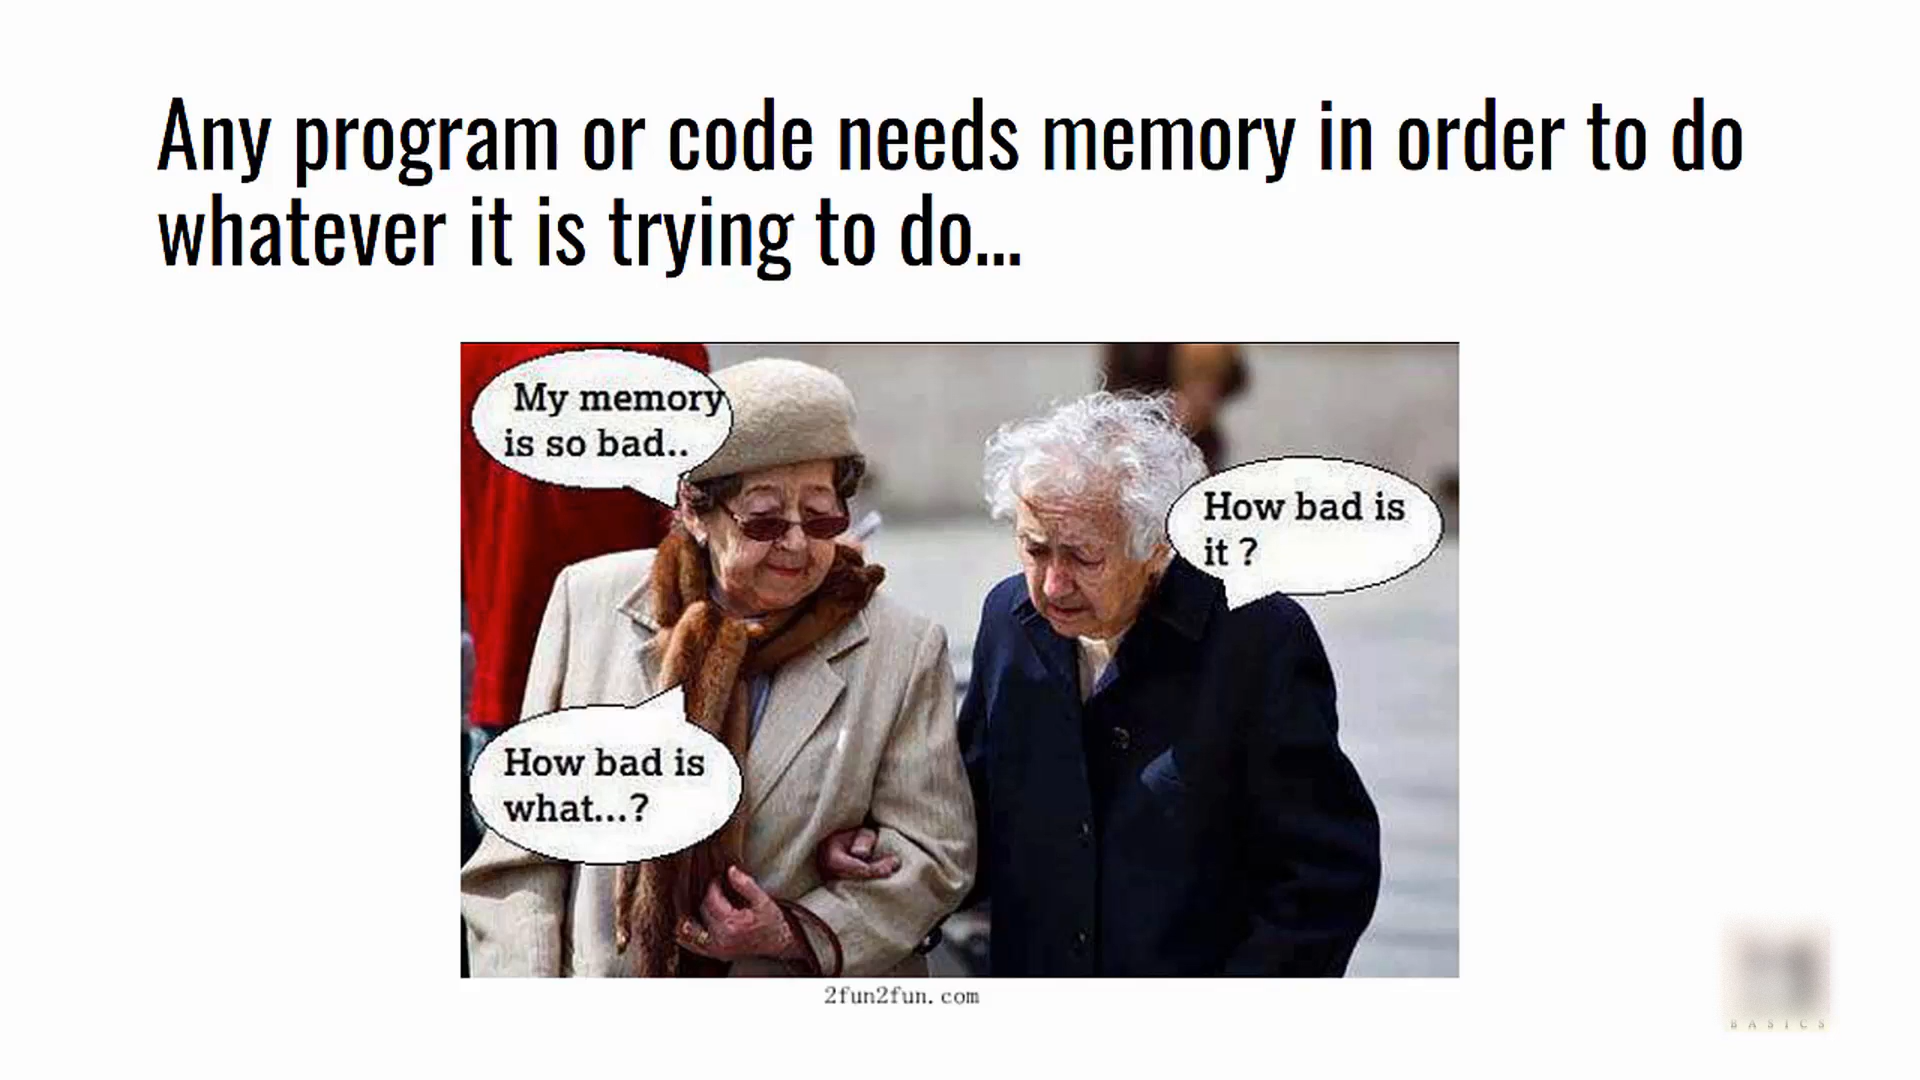 Any program or code needs memory in order to do
whatever it is trying to do...
My memory
is so bad..
How bad is
it ?
How bad is
what...?
2fun2fun.com
BASICS